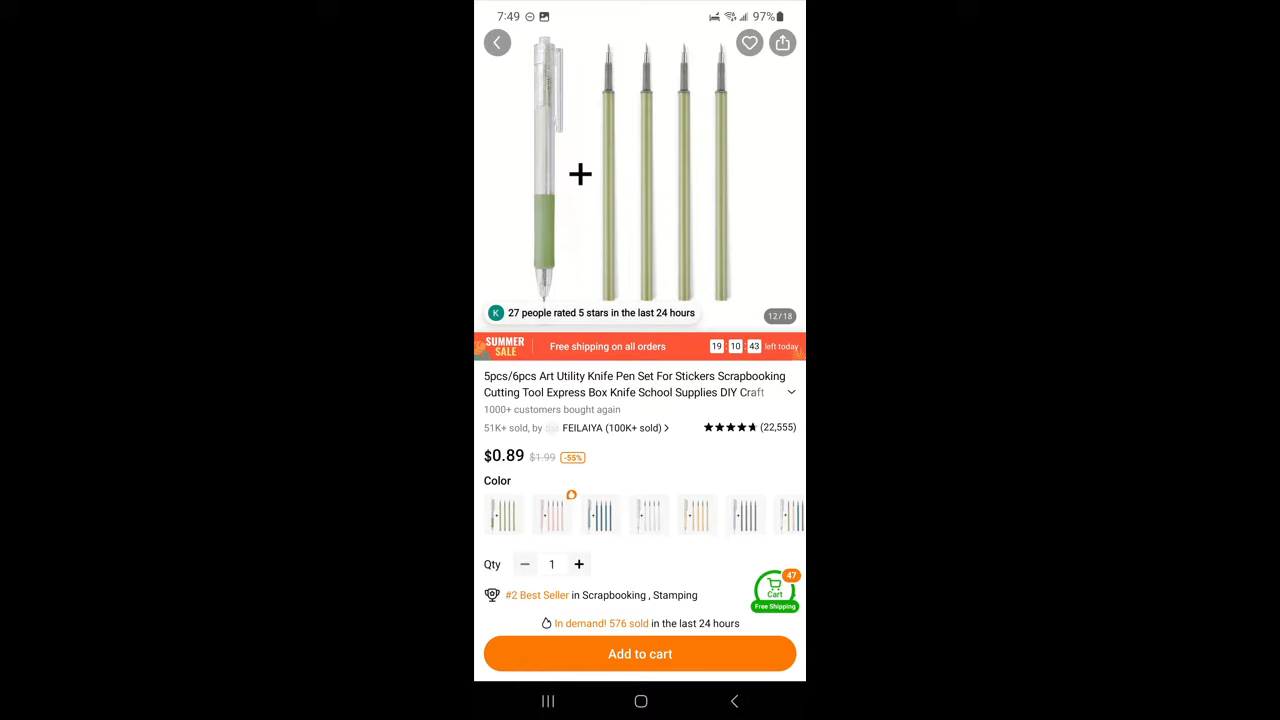 7:49 97%
+
K 27 people rated 5 stars in the last 24 hours
12/18
SUMMER
SALE
Free shipping on all orders
19 : 10 : 43 left today
5pcs/6pcs Art Utility Knife Pen Set For Stickers Scrapbooking
Cutting Tool Express Box Knife School Supplies DIY Craft
1000+ customers bought again
51K+ sold, by FEILAIYA (100K+ sold) > (22,555)
$0.89 $1.99 -55%
Color
Qty − 1 +
#2 Best Seller in Scrapbooking , Stamping
47
Cart
Free Shipping
In demand! 576 sold in the last 24 hours
Add to cart